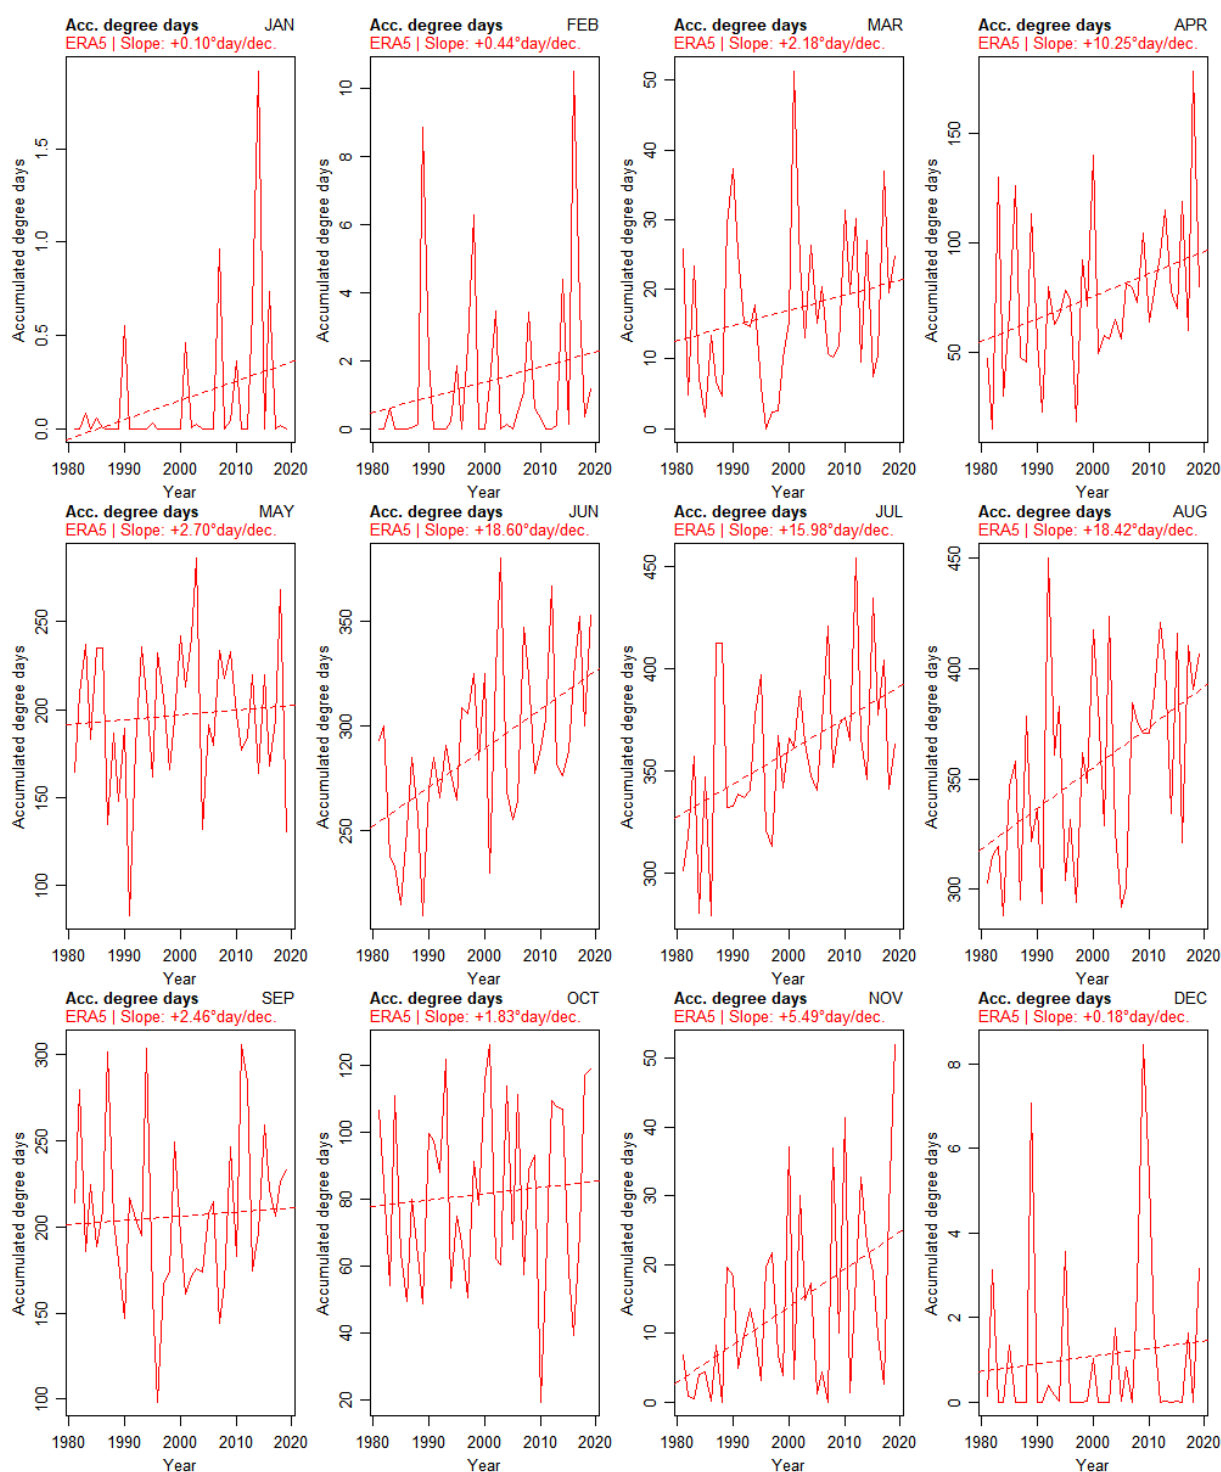 Acc. degree days JAN
ERA5 | Slope: +0.10°day/dec.
Accumulated degree days
0.0 0.5 1.0 1.5
1980 1990 2000 2010 2020
Year
Acc. degree days FEB
ERA5 | Slope: +0.44°day/dec.
Accumulated degree days
0 2 4 6 8 10
1980 1990 2000 2010 2020
Year
Acc. degree days MAR
ERA5 | Slope: +2.18°day/dec.
Accumulated degree days
0 10 20 30 40 50
1980 1990 2000 2010 2020
Year
Acc. degree days APR
ERA5 | Slope: +10.25°day/dec.
Accumulated degree days
50 100 150
1980 1990 2000 2010 2020
Year
Acc. degree days MAY
ERA5 | Slope: +2.70°day/dec.
Accumulated degree days
100 150 200 250
1980 1990 2000 2010 2020
Year
Acc. degree days JUN
ERA5 | Slope: +18.60°day/dec.
Accumulated degree days
250 300 350
1980 1990 2000 2010 2020
Year
Acc. degree days JUL
ERA5 | Slope: +15.98°day/dec.
Accumulated degree days
300 350 400 450
1980 1990 2000 2010 2020
Year
Acc. degree days AUG
ERA5 | Slope: +18.42°day/dec.
Accumulated degree days
300 350 400 450
1980 1990 2000 2010 2020
Year
Acc. degree days SEP
ERA5 | Slope: +2.46°day/dec.
Accumulated degree days
100 150 200 250 300
1980 1990 2000 2010 2020
Year
Acc. degree days OCT
ERA5 | Slope: +1.83°day/dec.
Accumulated degree days
20 40 60 80 100 120
1980 1990 2000 2010 2020
Year
Acc. degree days NOV
ERA5 | Slope: +5.49°day/dec.
Accumulated degree days
0 10 20 30 40 50
1980 1990 2000 2010 2020
Year
Acc. degree days DEC
ERA5 | Slope: +0.18°day/dec.
Accumulated degree days
0 2 4 6 8
1980 1990 2000 2010 2020
Year